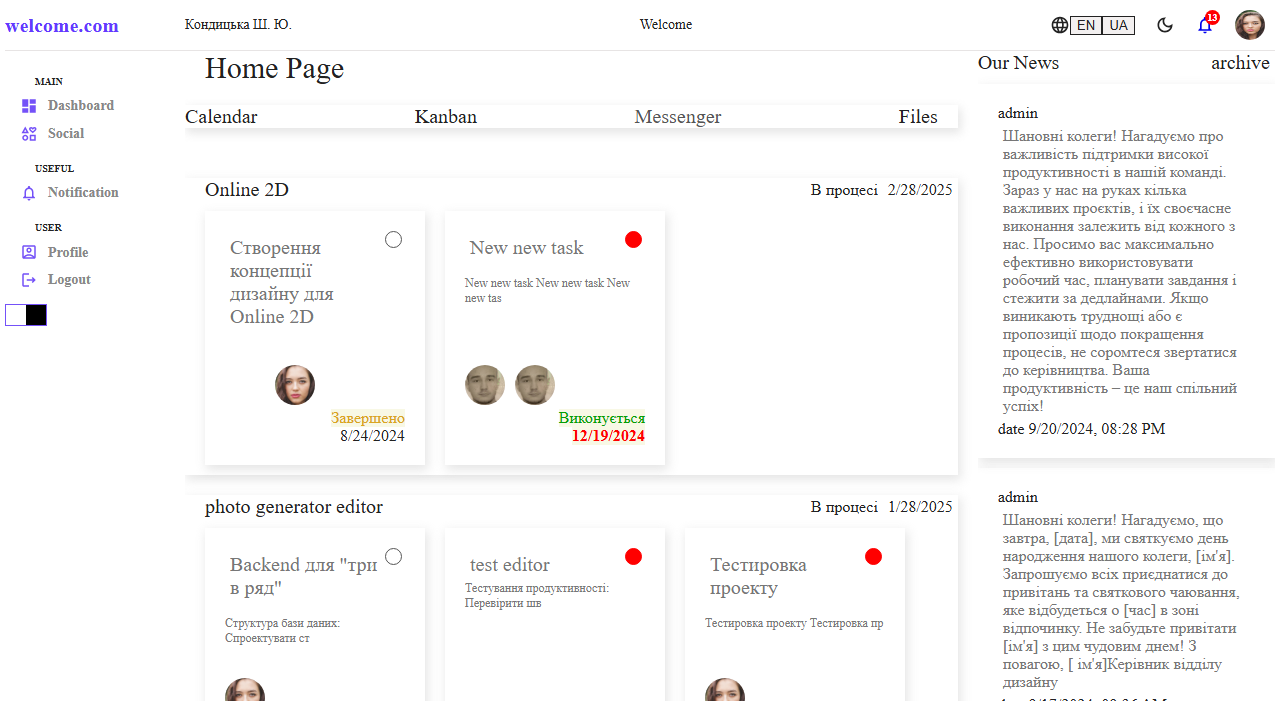 welcome.com
Кондицька Ш. Ю.
Welcome
EN UA
13
MAIN
Dashboard
Social
USEFUL
Notification
USER
Profile
Logout
Home Page
Calendar Kanban Messenger Files
Online 2D
В процесі 2/28/2025
Створення
концепції
дизайну для
Online 2D
Завершено
8/24/2024
New new task
New new task New new task New
new tas
Виконується
12/19/2024
photo generator editor
В процесі 1/28/2025
Backend для "три
в ряд"
Структура бази даних:
Спроектувати ст
test editor
Тестування продуктивності:
Перевірити шв
Тестировка
проекту
Тестировка проекту Тестировка пр
Our News archive
admin
Шановні колеги! Нагадуємо про
важливість підтримки високої
продуктивності в нашій команді.
Зараз у нас на руках кілька
важливих проєктів, і їх своєчасне
виконання залежить від кожного з
нас. Просимо вас максимально
ефективно використовувати
робочий час, планувати завдання і
стежити за дедлайнами. Якщо
виникають труднощі або є
пропозиції щодо покращення
процесів, не соромтеся звертатися
до керівництва. Ваша
продуктивність – це наш спільний
успіх!
date 9/20/2024, 08:28 PM
admin
Шановні колеги! Нагадуємо, що
завтра, [дата], ми святкуємо день
народження нашого колеги, [ім'я].
Запрошуємо всіх приєднатися до
привітань та святкового чаювання,
яке відбудеться о [час] в зоні
відпочинку. Не забудьте привітати
[ім'я] з цим чудовим днем! З
повагою, [ ім'я]Керівник відділу
дизайну